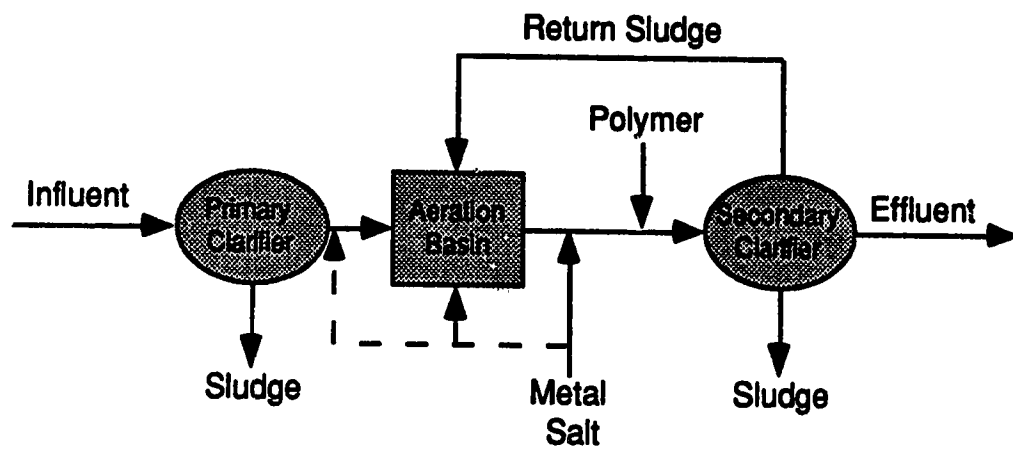 Return Sludge
Polymer
Influent
Primary
Clarifier
Aeration
Basin
Secondary
Clarifier
Effluent
Sludge
Metal
Salt
Sludge